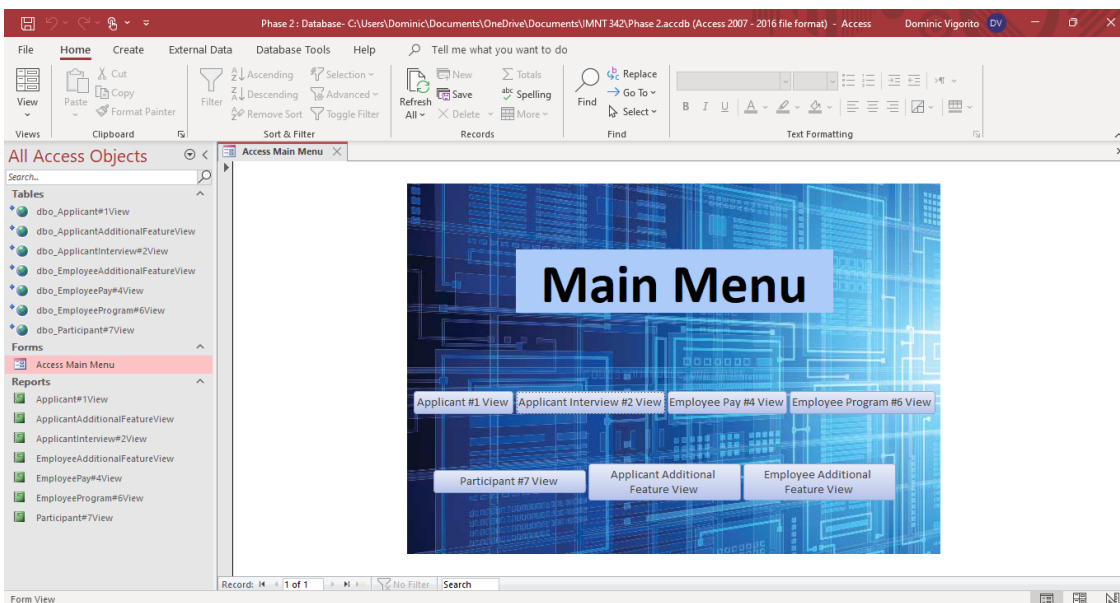 Phase 2 : Database- C:\Users\Dominic\Documents\OneDrive\Documents\IMNT 342\Phase 2.accdb (Access 2007 - 2016 file format) - Access Dominic Vigorito DV
File Home Create External Data Database Tools Help Tell me what you want to do
View
Views
Paste
Cut
Copy
Format Painter
Clipboard
Filter
Ascending
Descending
Remove Sort
Selection
Advanced
Toggle Filter
Sort & Filter
Refresh
All
New
Save
Delete
Totals
Spelling
More
Records
Find
Replace
Go To
Select
Find
B I U A
Text Formatting
All Access Objects
Search...
Tables
dbo_Applicant#1View
dbo_ApplicantAdditionalFeatureView
dbo_ApplicantInterview#2View
dbo_EmployeeAdditionalFeatureView
dbo_EmployeePay#4View
dbo_EmployeeProgram#6View
dbo_Participant#7View
Forms
Access Main Menu
Reports
Applicant#1View
ApplicantAdditionalFeatureView
ApplicantInterview#2View
EmployeeAdditionalFeatureView
EmployeePay#4View
EmployeeProgram#6View
Participant#7View
Access Main Menu
Main Menu
Applicant #1 View Applicant Interview #2 View Employee Pay #4 View Employee Program #6 View
Participant #7 View
Applicant Additional
Feature View
Employee Additional
Feature View
Record: 1 of 1 No Filter Search
Form View